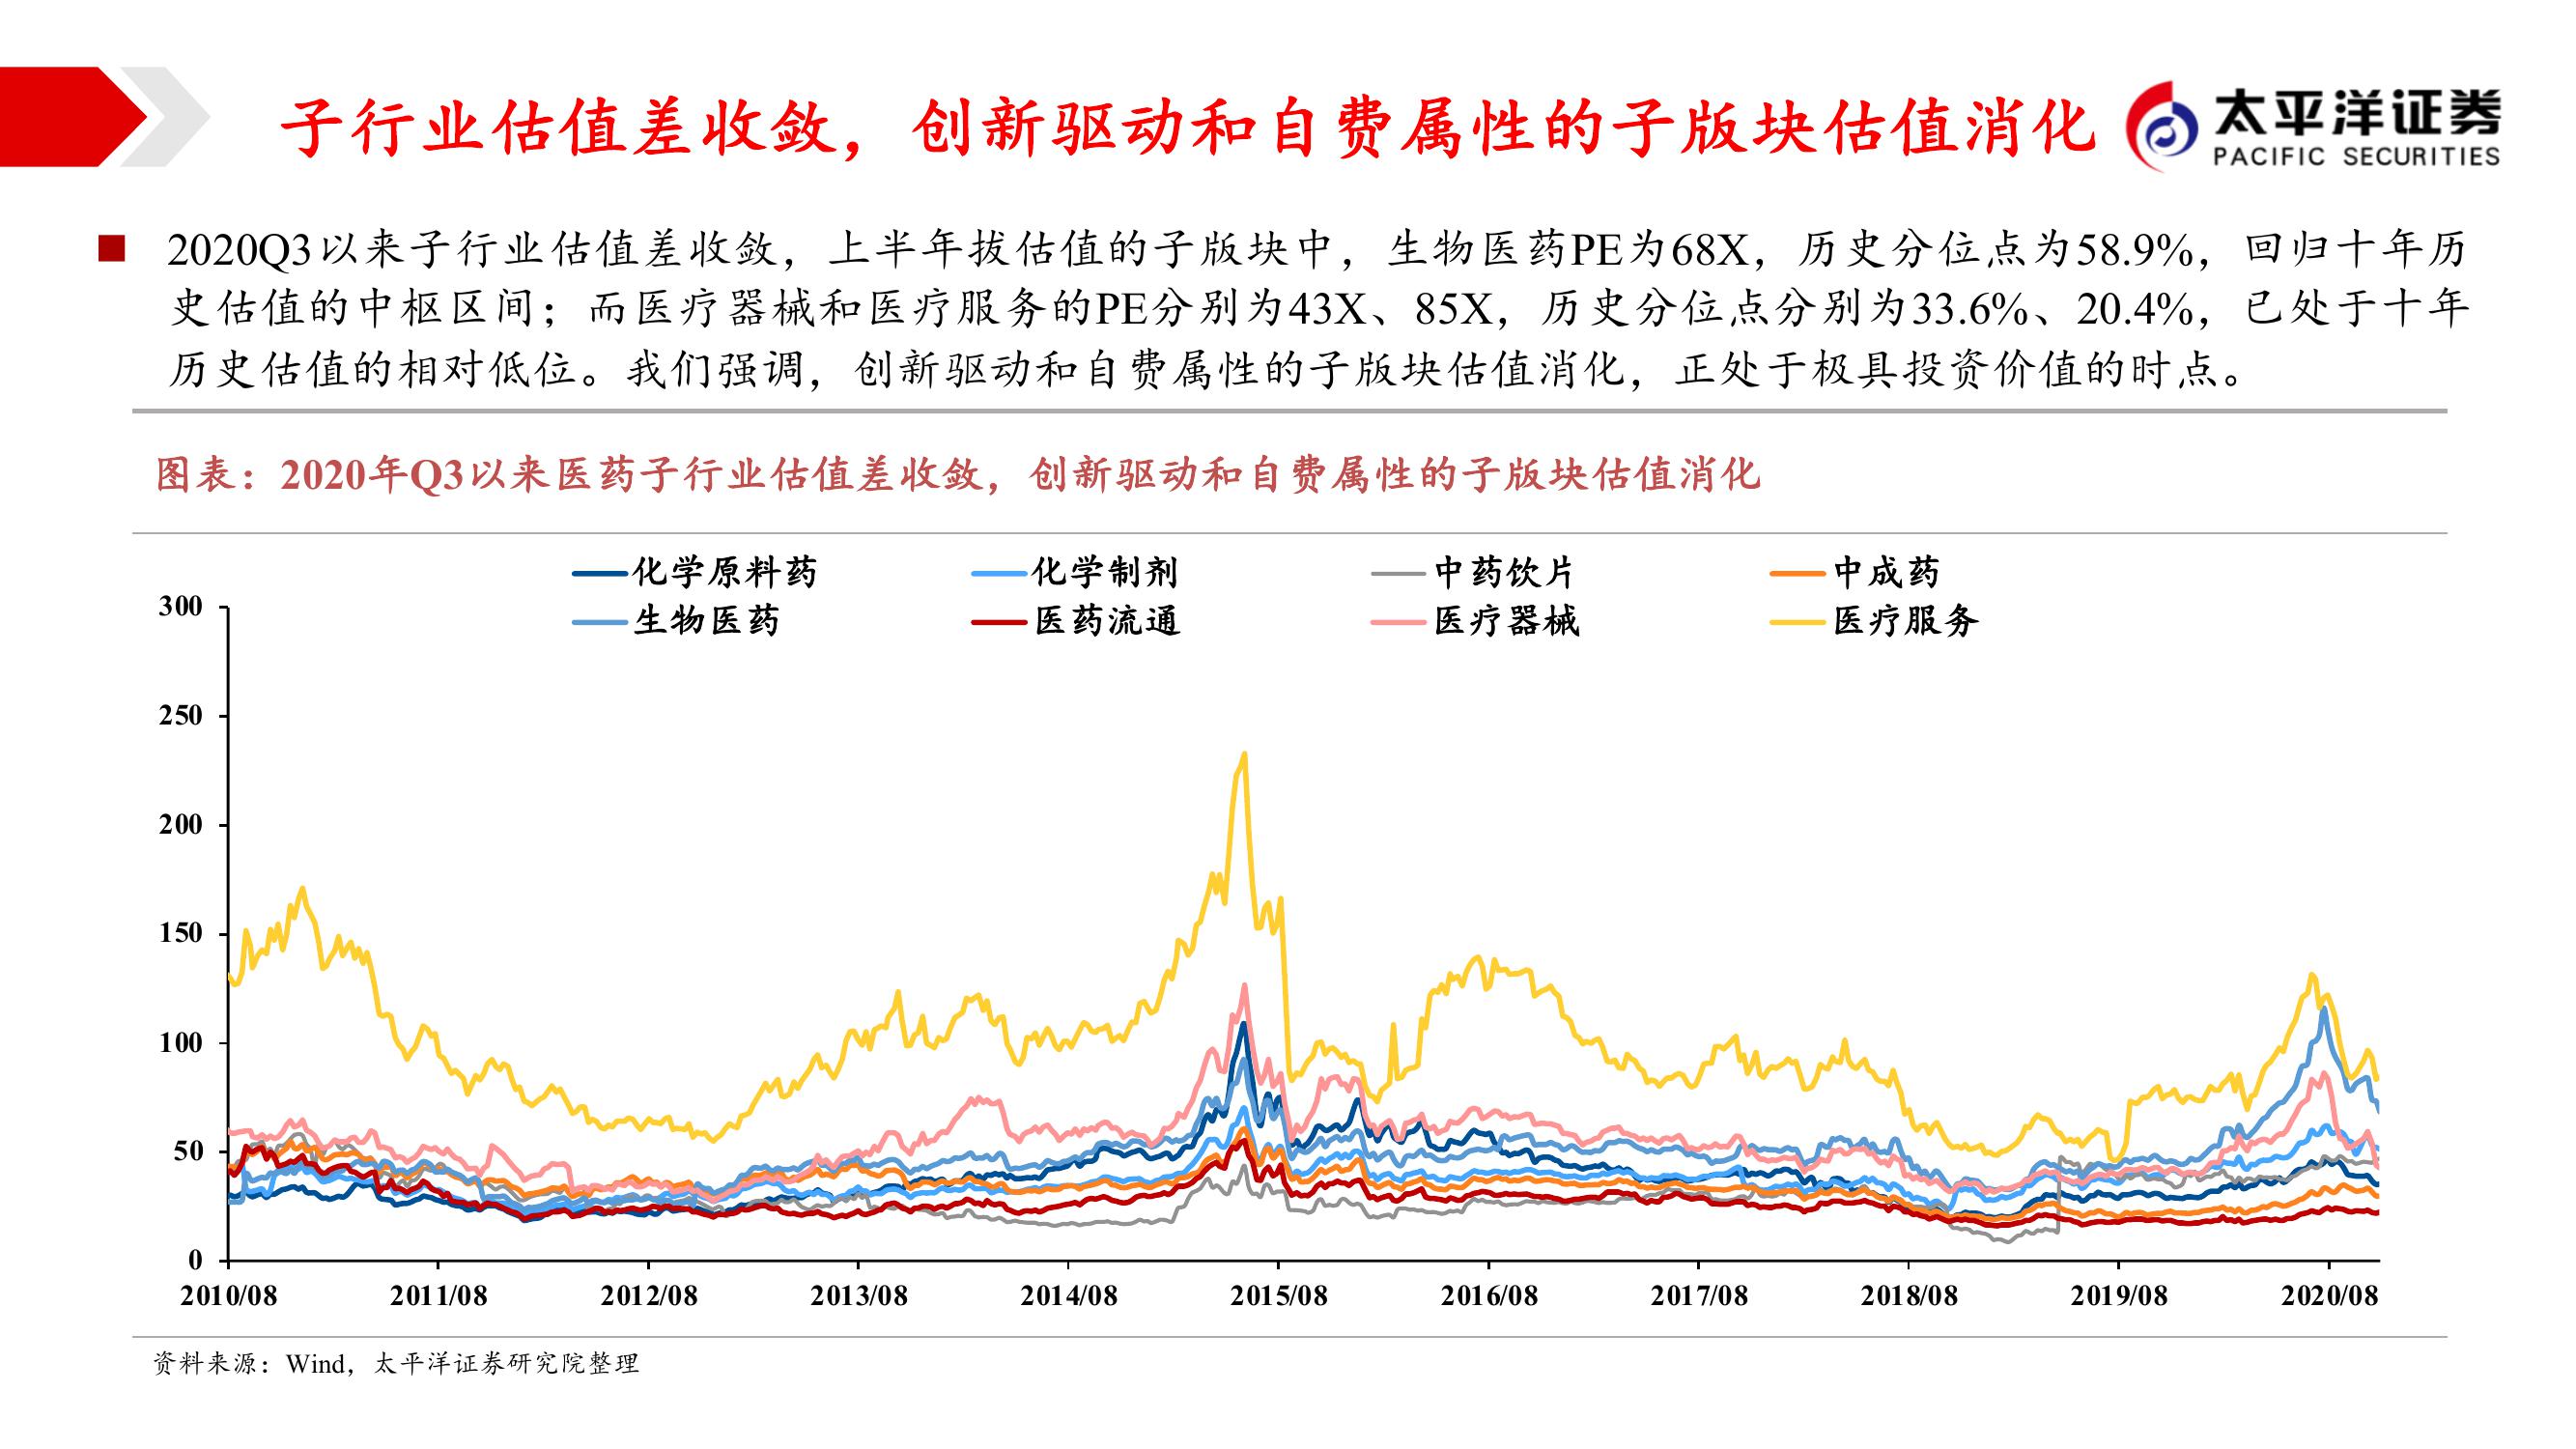 子行业估值差收敛，创新驱动和自费属性的子版块估值消化
太平洋证券
PACIFIC SECURITIES
2020Q3以来子行业估值差收敛，上半年拔估值的子版块中，生物医药PE为68X，历史分位点为58.9%，回归十年历
史估值的中枢区间；而医疗器械和医疗服务的PE分别为43X、85X，历史分位点分别为33.6%、20.4%，已处于十年
历史估值的相对低位。我们强调，创新驱动和自费属性的子版块估值消化，正处于极具投资价值的时点。
图表：2020年Q3以来医药子行业估值差收敛，创新驱动和自费属性的子版块估值消化
化学原料药 化学制剂 中药饮片 中成药
生物医药 医药流通 医疗器械 医疗服务
300
250
200
150
100
50
0
2010/08 2011/08 2012/08 2013/08 2014/08 2015/08 2016/08 2017/08 2018/08 2019/08 2020/08
资料来源：Wind，太平洋证券研究院整理